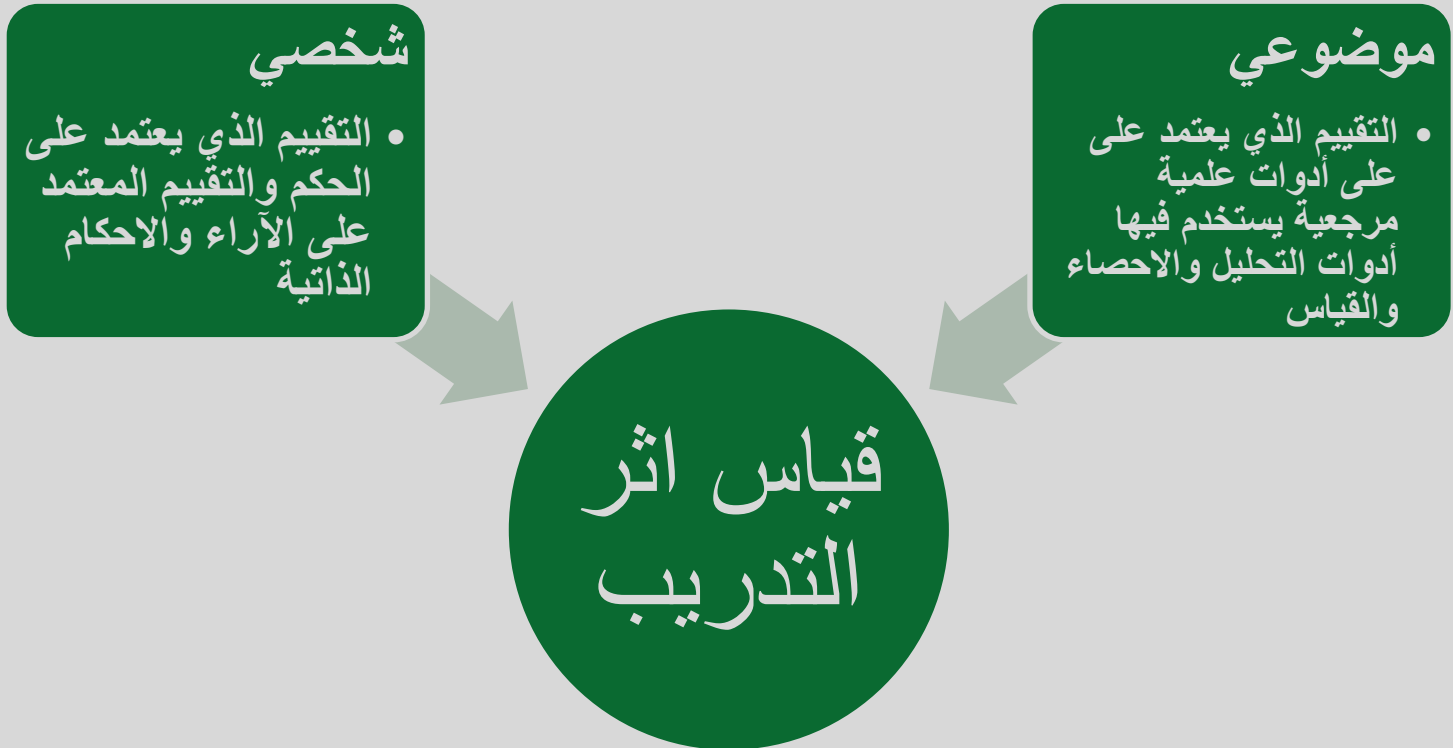 موضوعي
• التقييم الذي يعتمد على
على أدوات علمية
مرجعية يستخدم فيها
أدوات التحليل والاحصاء
والقياس
شخصي
• التقييم الذي يعتمد على
الحكم والتقييم المعتمد
على الآراء والاحكام
الذاتية
قياس اثر
التدريب